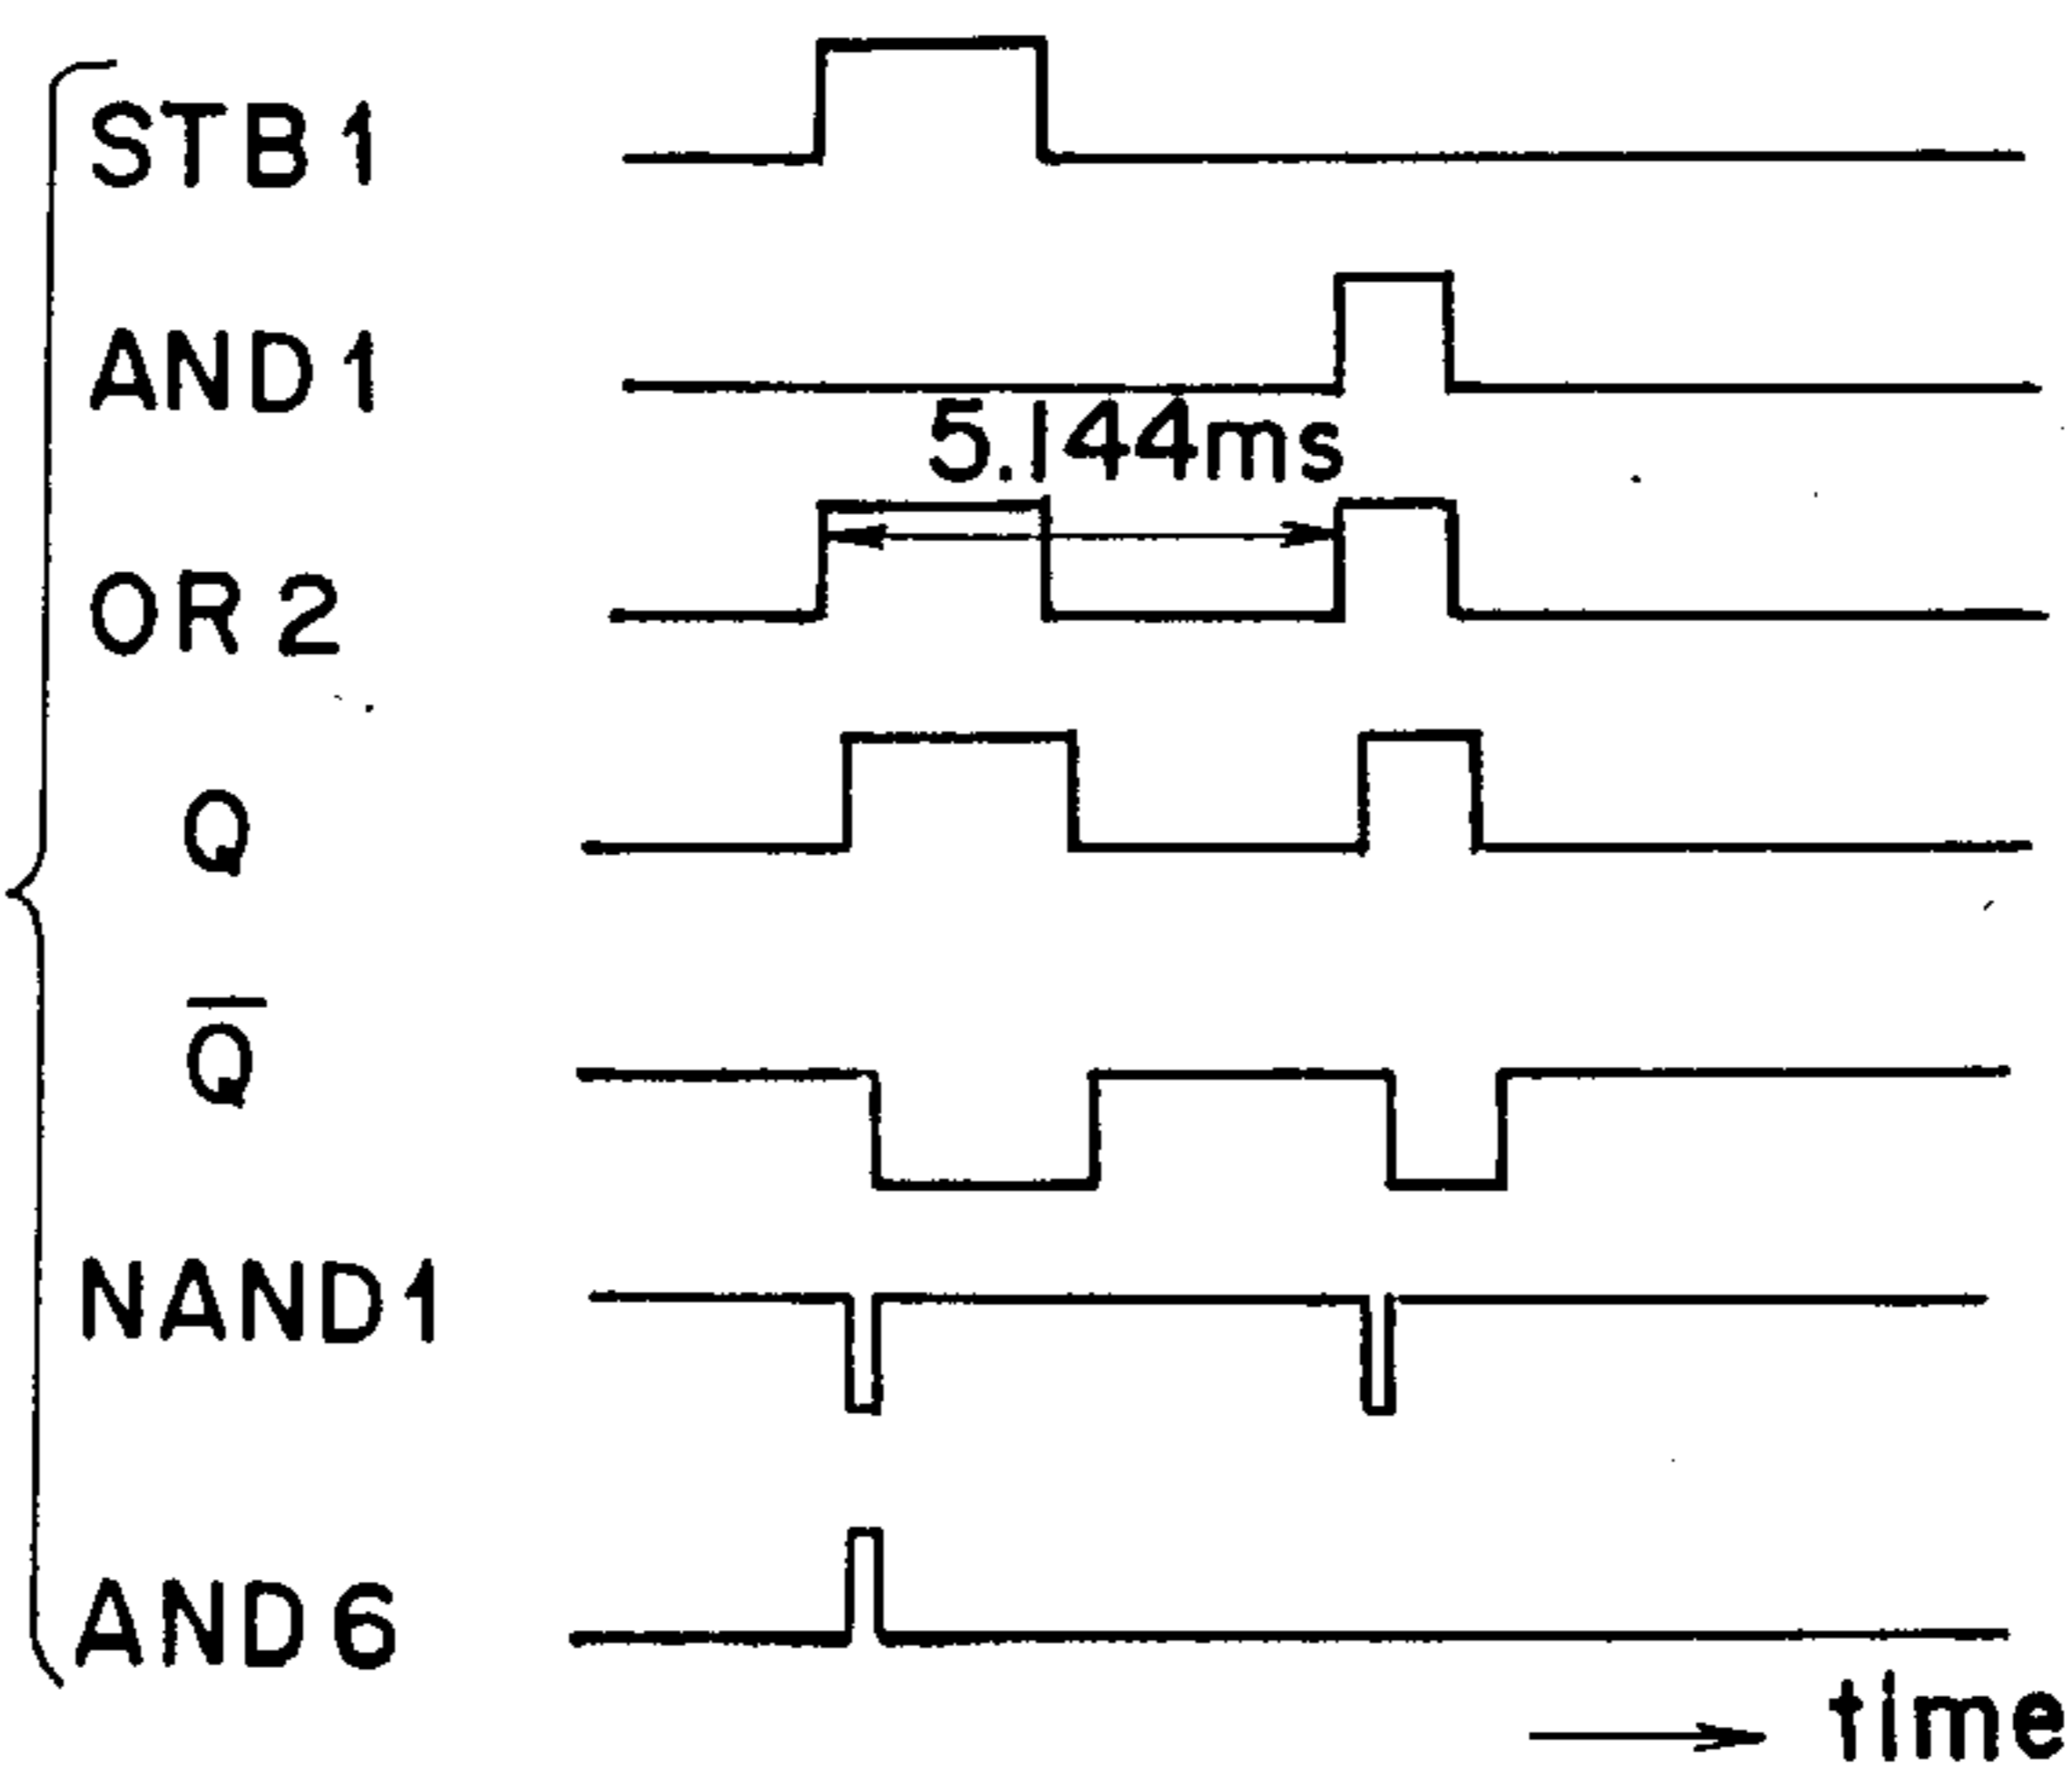 STB1
AND1
5.144ms
OR2
Q
Q̅
NAND1
AND6
time